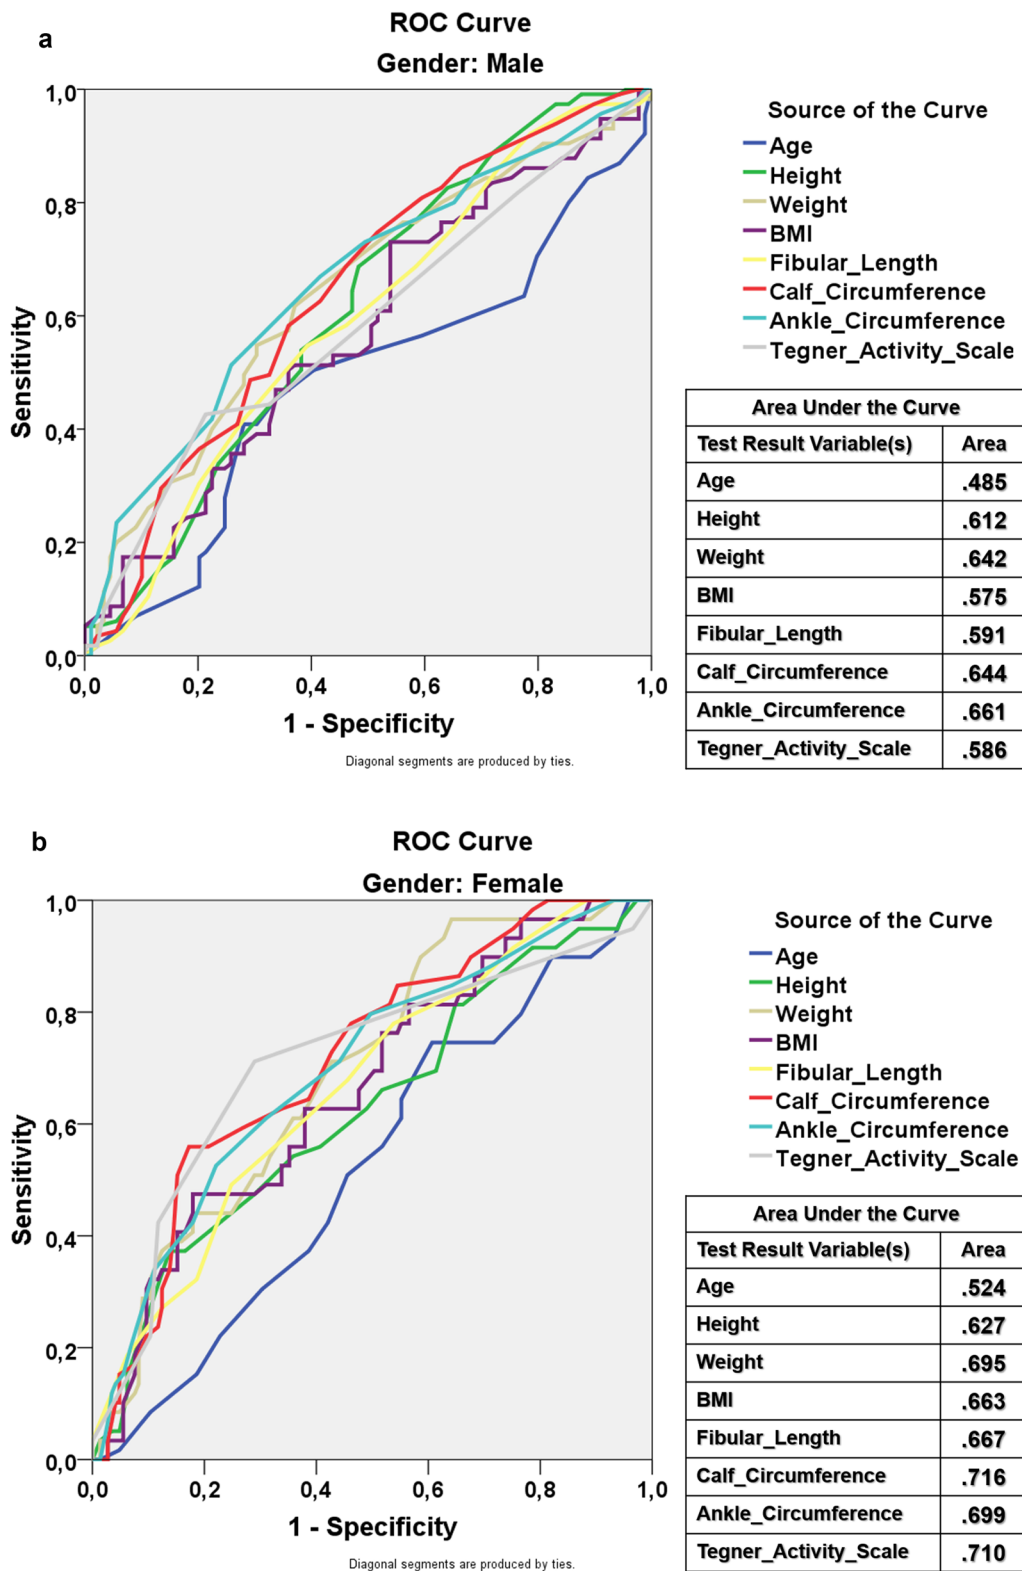 a
ROC Curve
Gender: Male
1,0
0,8
0,6
0,4
0,2
0,0
Sensitivity
0,0 0,2 0,4 0,6 0,8 1,0
1 - Specificity
Diagonal segments are produced by ties.
Source of the Curve
Age
Height
Weight
BMI
Fibular_Length
Calf_Circumference
Ankle_Circumference
Tegner_Activity_Scale
Area Under the Curve
Test Result Variable(s) Area
Age .485
Height .612
Weight .642
BMI .575
Fibular_Length .591
Calf_Circumference .644
Ankle_Circumference .661
Tegner_Activity_Scale .586
b
ROC Curve
Gender: Female
1,0
0,8
0,6
0,4
0,2
0,0
Sensitivity
0,0 0,2 0,4 0,6 0,8 1,0
1 - Specificity
Diagonal segments are produced by ties.
Source of the Curve
Age
Height
Weight
BMI
Fibular_Length
Calf_Circumference
Ankle_Circumference
Tegner_Activity_Scale
Area Under the Curve
Test Result Variable(s) Area
Age .524
Height .627
Weight .695
BMI .663
Fibular_Length .667
Calf_Circumference .716
Ankle_Circumference .699
Tegner_Activity_Scale .710